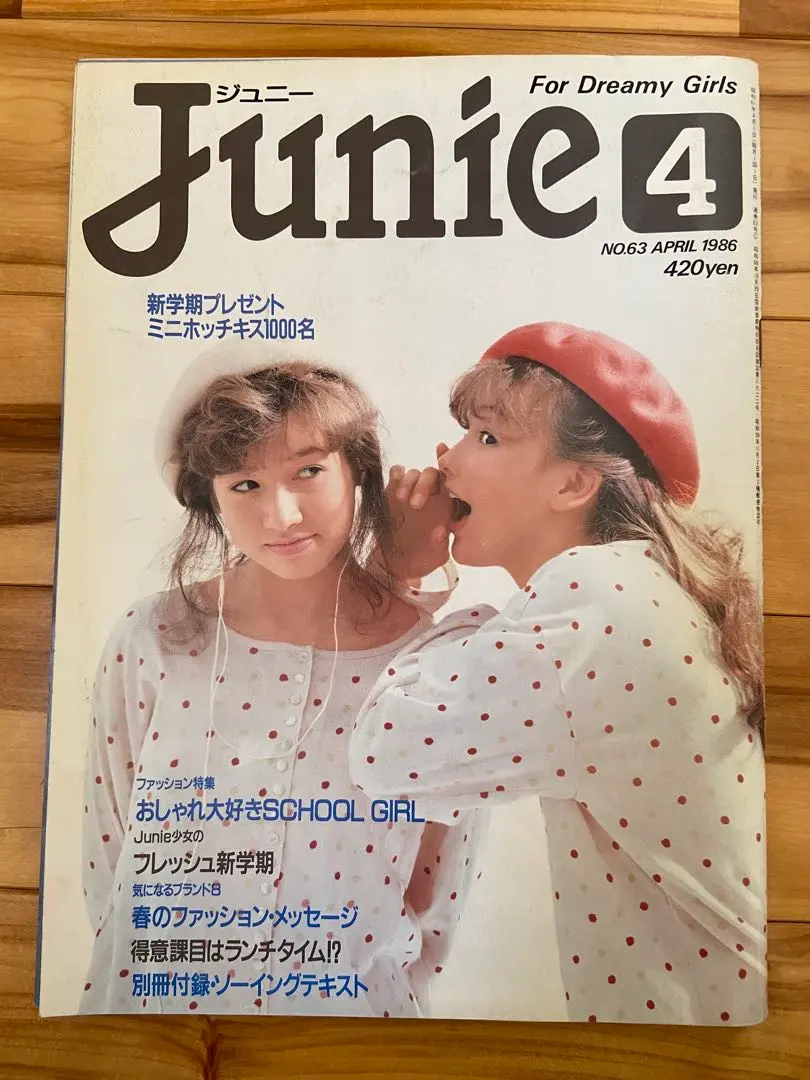 ジュニー
For Dreamy Girls
Junie 4
NO.63 APRIL 1986
420yen
新学期プレゼント
ミニホッチキス1000名
ファッション特集
おしゃれ大好きSCHOOL GIRL
Junie少女の
フレッシュ新学期
気になるブランド8
春のファッション・メッセージ
得意課目はランチタイム!?
別冊付録・ソーイングテキスト